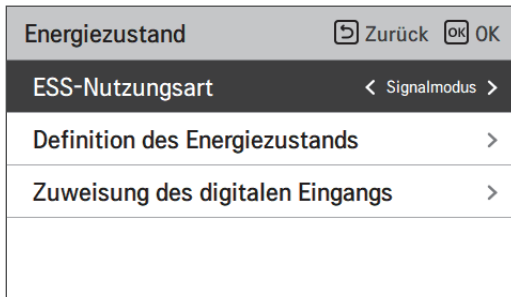 Energiezustand Zurück OK OK
ESS-Nutzungsart < Signalmodus >
Definition des Energiezustands >
Zuweisung des digitalen Eingangs >